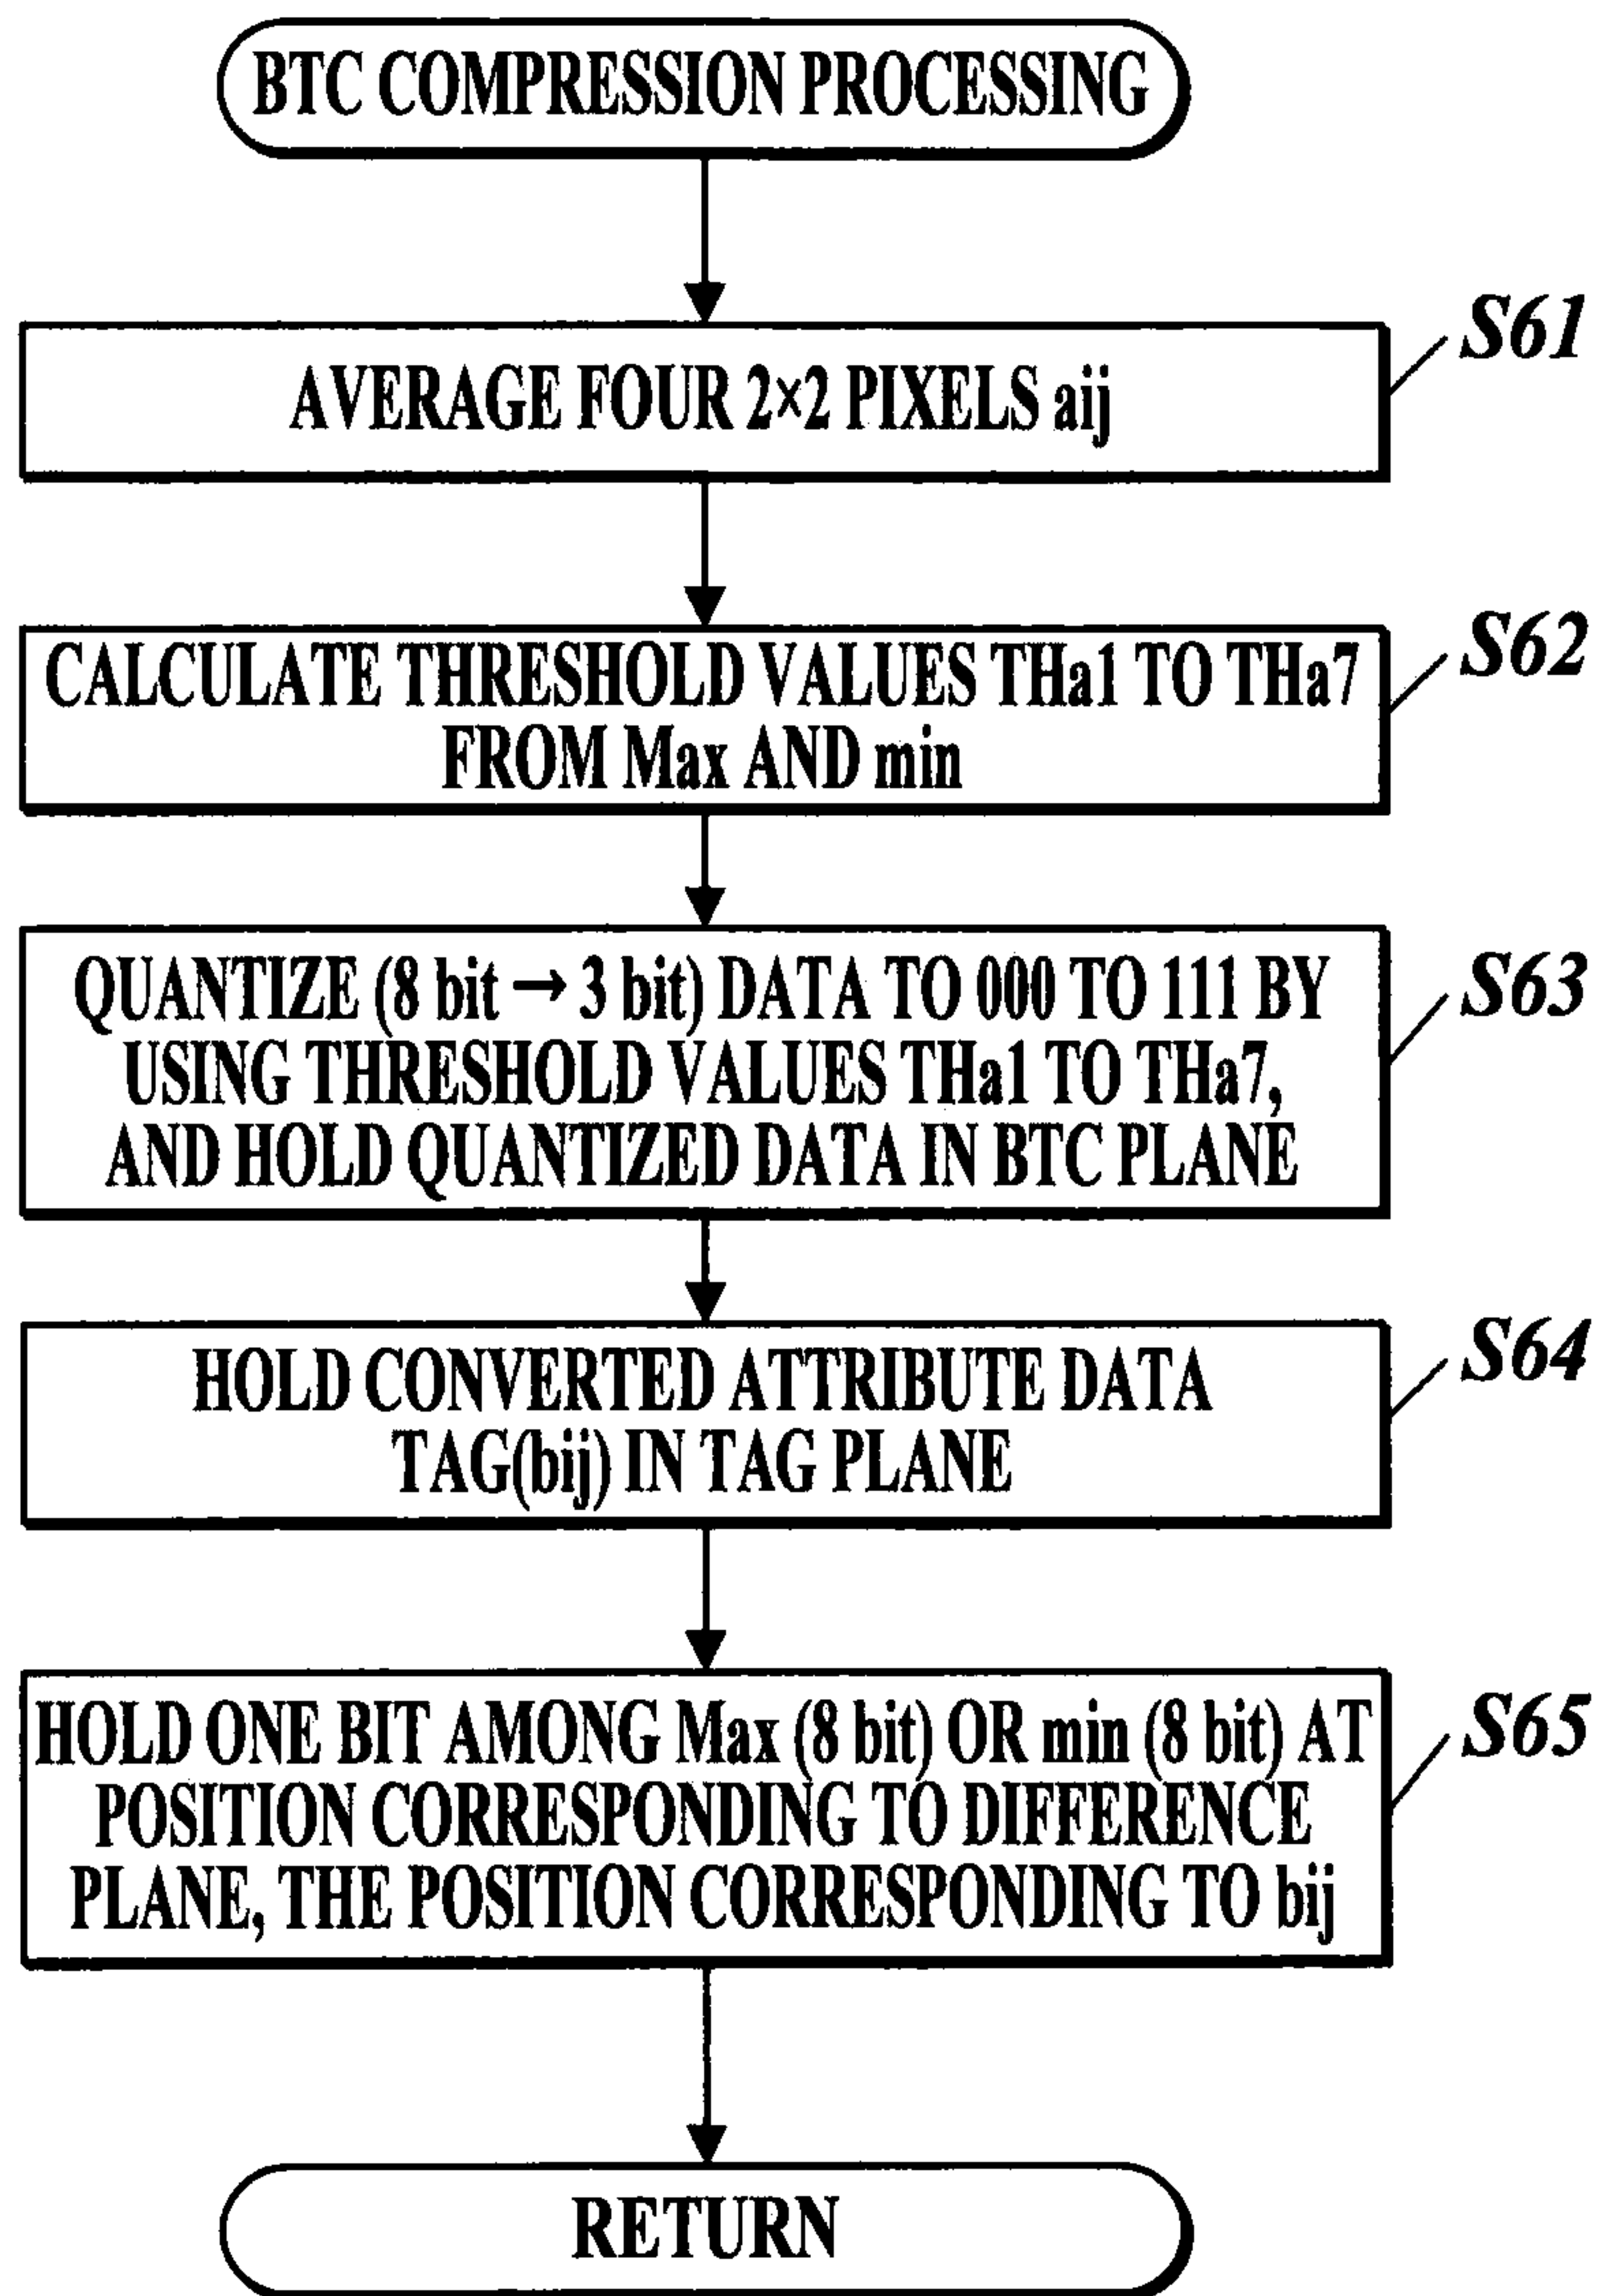 BTC COMPRESSION PROCESSING
S61
AVERAGE FOUR 2×2 PIXELS aij
S62
CALCULATE THRESHOLD VALUES THa1 TO THa7
FROM Max AND min
S63
QUANTIZE (8 bit → 3 bit) DATA TO 000 TO 111 BY
USING THRESHOLD VALUES THa1 TO THa7,
AND HOLD QUANTIZED DATA IN BTC PLANE
S64
HOLD CONVERTED ATTRIBUTE DATA
TAG(bij) IN TAG PLANE
S65
HOLD ONE BIT AMONG Max (8 bit) OR min (8 bit) AT
POSITION CORRESPONDING TO DIFFERENCE
PLANE, THE POSITION CORRESPONDING TO bij
RETURN